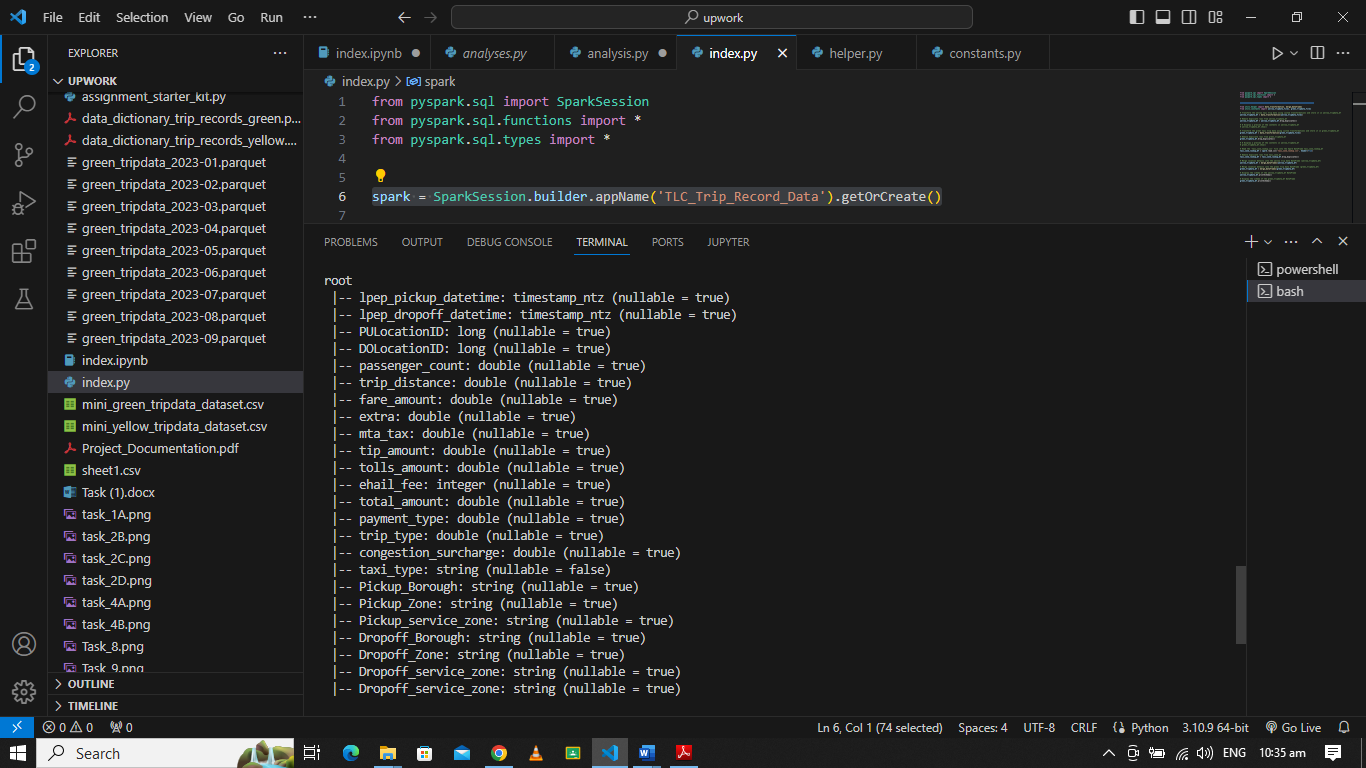 File Edit Selection View Go Run ··· upwork
EXPLORER ···
UPWORK
assignment_starter_kit.py
data_dictionary_trip_records_green.p...
data_dictionary_trip_records_yellow....
green_tripdata_2023-01.parquet
green_tripdata_2023-02.parquet
green_tripdata_2023-03.parquet
green_tripdata_2023-04.parquet
green_tripdata_2023-05.parquet
green_tripdata_2023-06.parquet
green_tripdata_2023-07.parquet
green_tripdata_2023-08.parquet
green_tripdata_2023-09.parquet
index.ipynb
index.py
mini_green_tripdata_dataset.csv
mini_yellow_tripdata_dataset.csv
Project_Documentation.pdf
sheet1.csv
Task (1).docx
task_1A.png
task_2B.png
task_2C.png
task_2D.png
task_4A.png
task_4B.png
Task_8.png
Task_9.png
OUTLINE
TIMELINE
2
index.ipynb analyses.py analysis.py index.py helper.py constants.py
index.py > spark
1 from pyspark.sql import SparkSession
2 from pyspark.sql.functions import *
3 from pyspark.sql.types import *
4
5
6 spark = SparkSession.builder.appName('TLC_Trip_Record_Data').getOrCreate()
7
PROBLEMS OUTPUT DEBUG CONSOLE TERMINAL PORTS JUPYTER
powershell
bash
root
|-- lpep_pickup_datetime: timestamp_ntz (nullable = true)
|-- lpep_dropoff_datetime: timestamp_ntz (nullable = true)
|-- PULocationID: long (nullable = true)
|-- DOLocationID: long (nullable = true)
|-- passenger_count: double (nullable = true)
|-- trip_distance: double (nullable = true)
|-- fare_amount: double (nullable = true)
|-- extra: double (nullable = true)
|-- mta_tax: double (nullable = true)
|-- tip_amount: double (nullable = true)
|-- tolls_amount: double (nullable = true)
|-- ehail_fee: integer (nullable = true)
|-- total_amount: double (nullable = true)
|-- payment_type: double (nullable = true)
|-- trip_type: double (nullable = true)
|-- congestion_surcharge: double (nullable = true)
|-- taxi_type: string (nullable = false)
|-- Pickup_Borough: string (nullable = true)
|-- Pickup_Zone: string (nullable = true)
|-- Pickup_service_zone: string (nullable = true)
|-- Dropoff_Borough: string (nullable = true)
|-- Dropoff_Zone: string (nullable = true)
|-- Dropoff_service_zone: string (nullable = true)
|-- Dropoff_service_zone: string (nullable = true)
0 0 0 Ln 6, Col 1 (74 selected) Spaces: 4 UTF-8 CRLF Python 3.10.9 64-bit Go Live
Search ENG 10:35 am